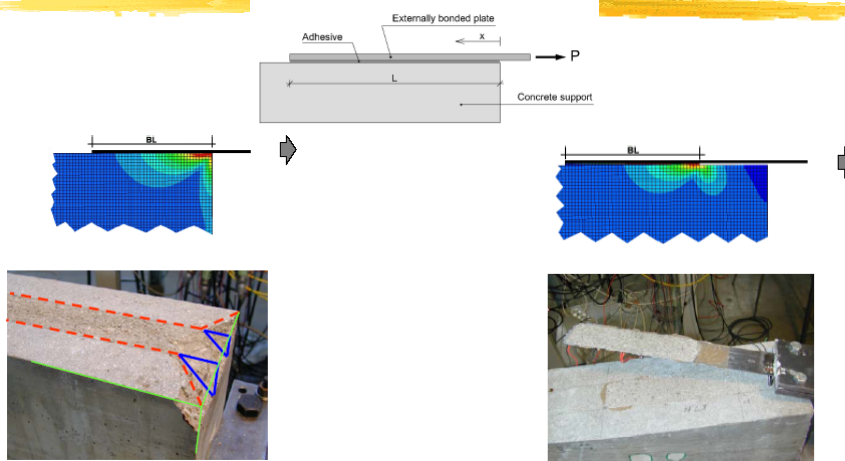 Externally bonded plate
Adhesive
x
P
L
Concrete support
BL
BL